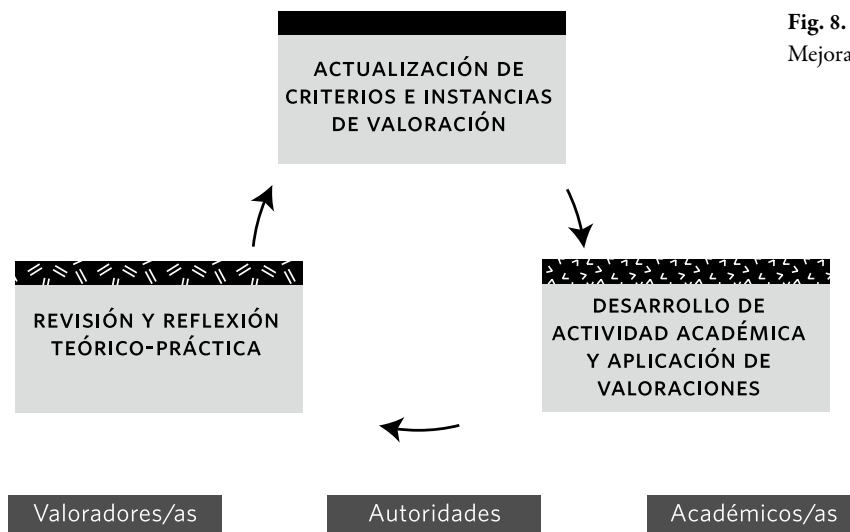 Fig. 8.
Mejora
ACTUALIZACIÓN DE
CRITERIOS E INSTANCIAS
DE VALORACIÓN
REVISIÓN Y REFLEXIÓN
TEÓRICO-PRÁCTICA
DESARROLLO DE
ACTIVIDAD ACADÉMICA
Y APLICACIÓN DE
VALORACIONES
Valoradores/as
Autoridades
Académicos/as